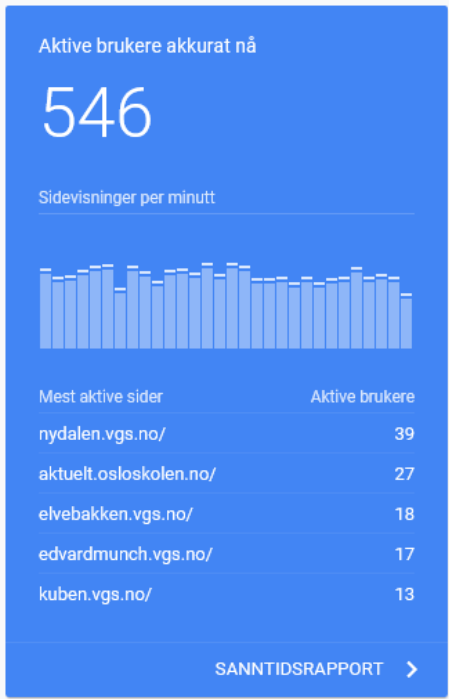 Aktive brukere akkurat nå
546
Sidevisninger per minutt
Mest aktive sider Aktive brukere
nydalen.vgs.no/ 39
aktuelt.osloskolen.no/ 27
elvebakken.vgs.no/ 18
edvardmunch.vgs.no/ 17
kuben.vgs.no/ 13
SANNTIDSRAPPORT